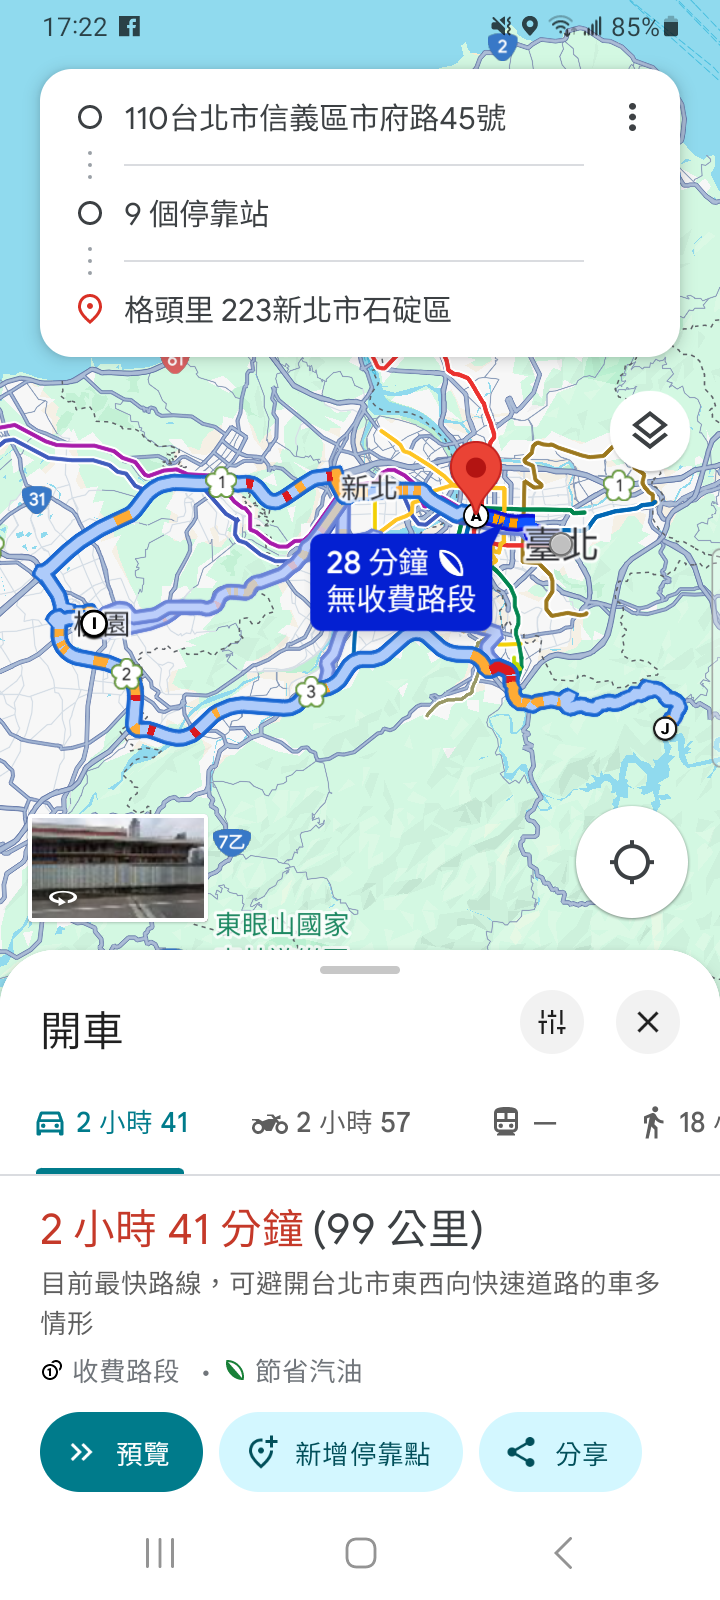 17:22
85%
2
110台北市信義區市府路45號
9 個停靠站
格頭里 223新北市石碇區
61
1
新北
31
1
A
臺北
28 分鐘
無收費路段
I
園
2
3
J
7乙
東眼山國家
開車
2 小時 41
2 小時 57
—
18 小
2 小時 41 分鐘 (99 公里)
目前最快路線,可避開台北市東西向快速道路的車多
情形
收費路段 · 節省汽油
預覽
新增停靠點
分享